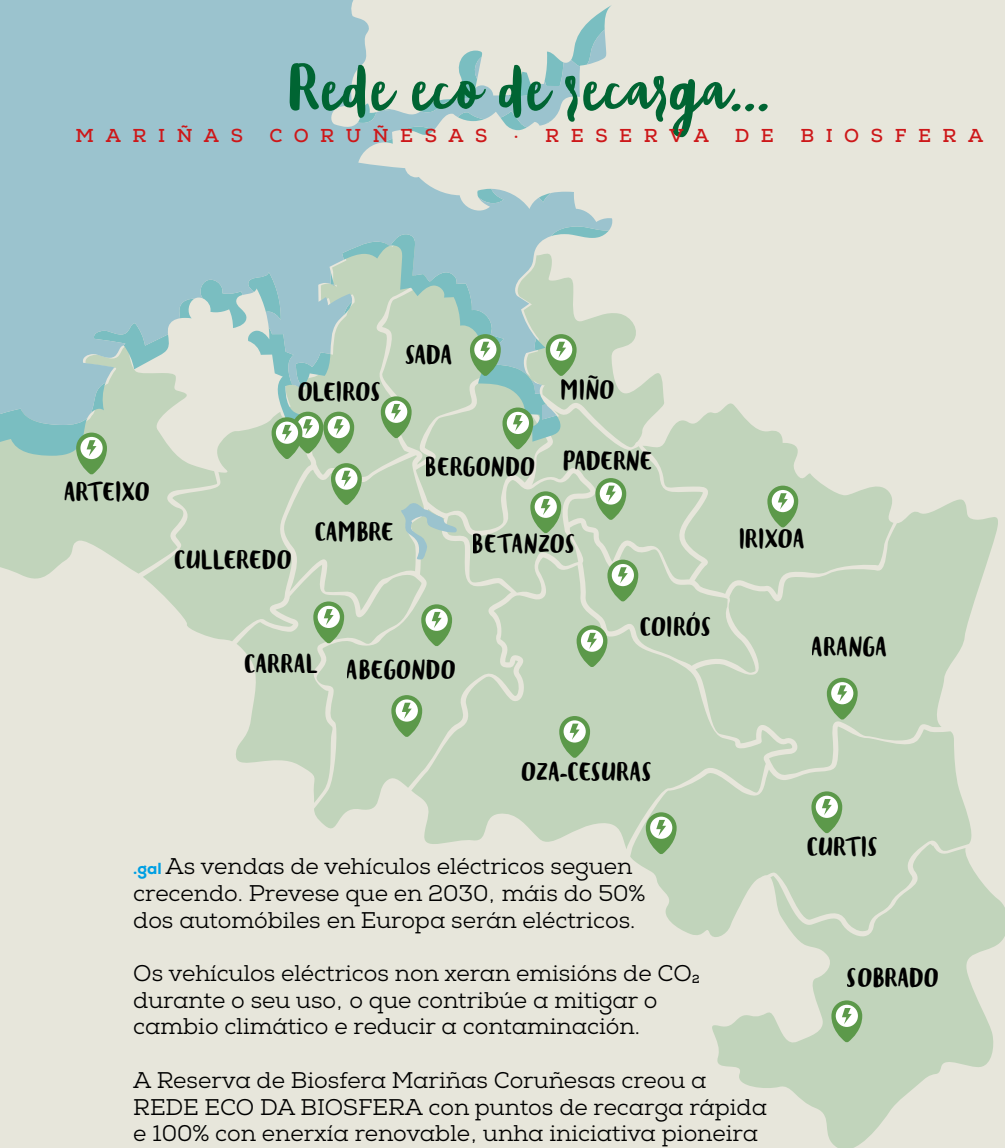 Rede eco de recarga...
MARIÑAS CORUÑESAS · RESERVA DE BIOSFERA
SADA
OLEIROS
MIÑO
BERGONDO
PADERNE
ARTEIXO
CAMBRE
BETANZOS
IRIXOA
CULLEREDO
COIRÓS
ARANGA
CARRAL
ABEGONDO
OZA-CESURAS
CURTIS
.gal As vendas de vehículos eléctricos seguen
crecendo. Prevese que en 2030, máis do 50%
dos automóbiles en Europa serán eléctricos.
Os vehículos eléctricos non xeran emisións de CO₂
durante o seu uso, o que contribúe a mitigar o
cambio climático e reducir a contaminación.
SOBRADO
A Reserva de Biosfera Mariñas Coruñesas creou a
REDE ECO DA BIOSFERA con puntos de recarga rápida
e 100% con enerxía renovable, unha iniciativa pioneira